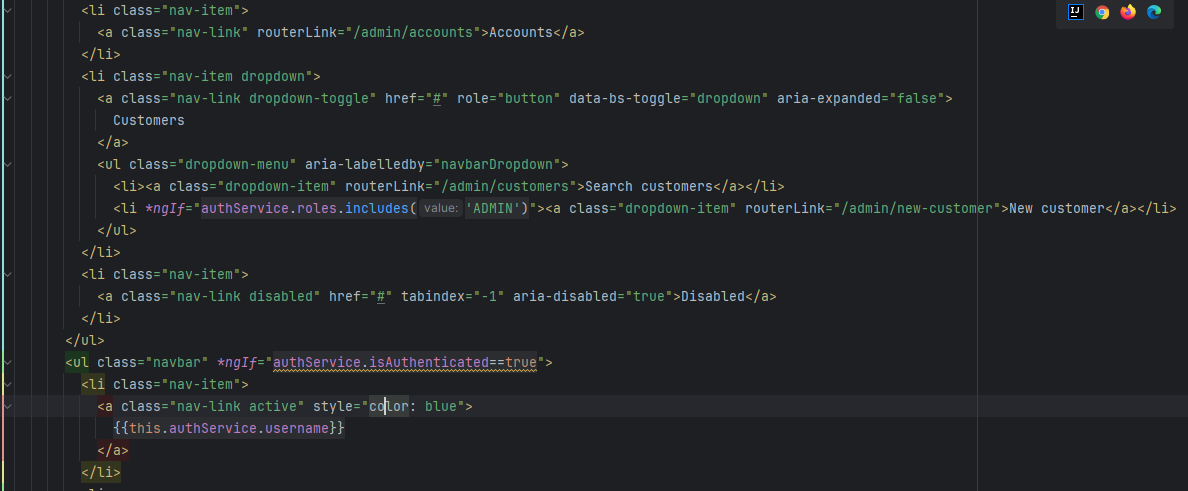 <li class="nav-item">
<a class="nav-link" routerLink="/admin/accounts">Accounts</a>
</li>
<li class="nav-item dropdown">
<a class="nav-link dropdown-toggle" href="#" role="button" data-bs-toggle="dropdown" aria-expanded="false">
Customers
</a>
<ul class="dropdown-menu" aria-labelledby="navbarDropdown">
<li><a class="dropdown-item" routerLink="/admin/customers">Search customers</a></li>
<li *ngIf="authService.roles.includes( value: 'ADMIN')"><a class="dropdown-item" routerLink="/admin/new-customer">New customer</a></li>
</ul>
</li>
<li class="nav-item">
<a class="nav-link disabled" href="#" tabindex="-1" aria-disabled="true">Disabled</a>
</li>
</ul>
<ul class="navbar" *ngIf="authService.isAuthenticated==true">
<li class="nav-item">
<a class="nav-link active" style="color: blue">
{{this.authService.username}}
</a>
</li>